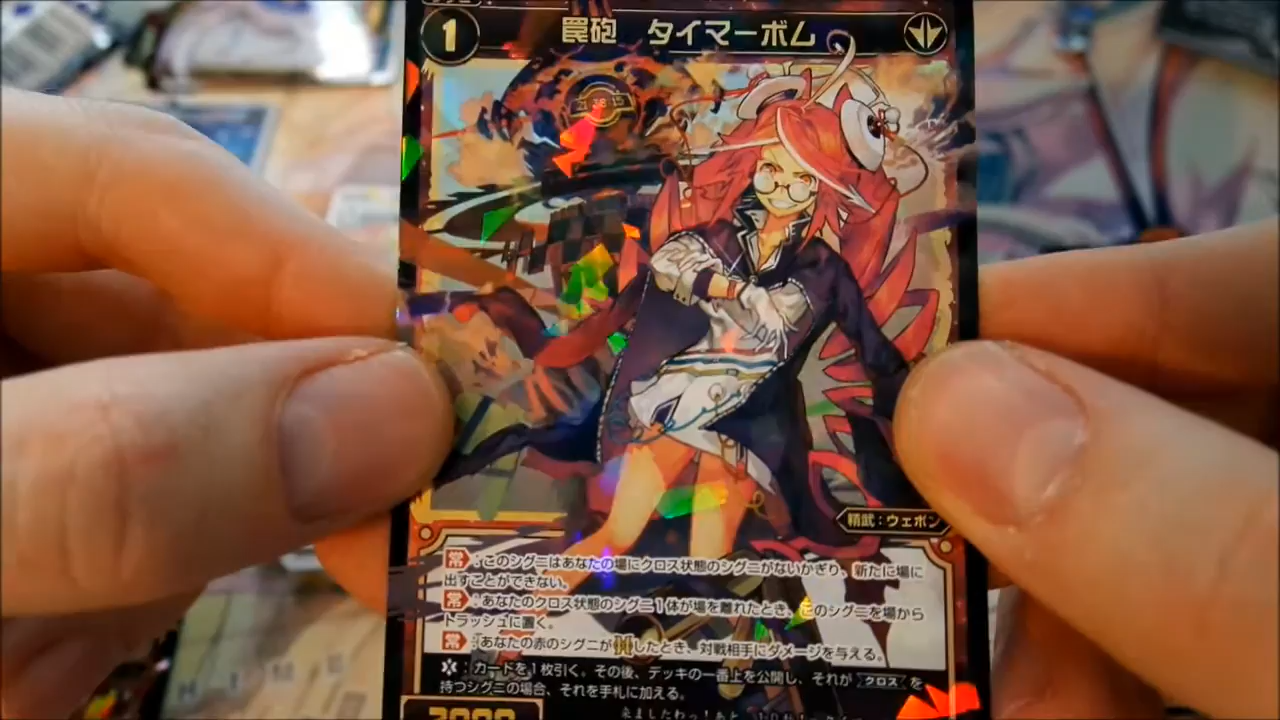 シグニ
1
罠砲 タイマーボム
21 38 15
精武:ウェポン
常:このシグニはあなたの場にクロス状態のシグニがないかぎり、新たに場に
出すことができない。
常:あなたのクロス状態のシグニ1体が場を離れたとき、このシグニを場から
トラッシュに置く。
常:あなたの赤のシグニがHしたとき、対戦相手にダメージを与える。
:カードを1枚引く。その後、デッキの一番上を公開し、それが クロス を
持つシグニの場合、それを手札に加える。